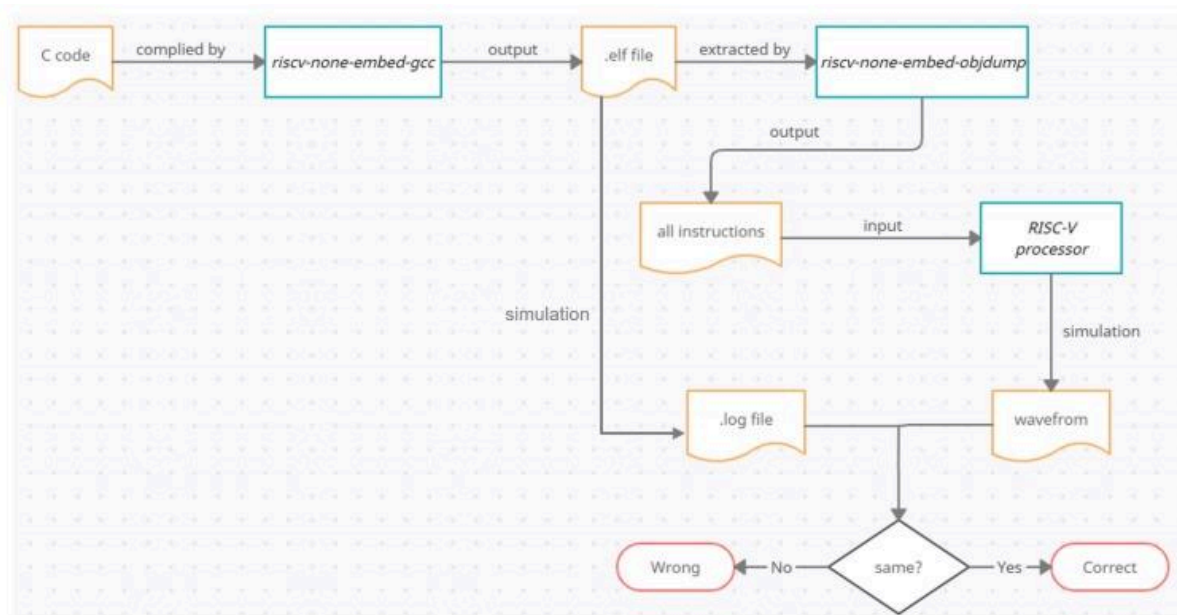 C code
complied by
riscv-none-embed-gcc
output
.elf file
extracted by
riscv-none-embed-objdump
output
all instructions
input
RISC-V
processor
simulation
simulation
.log file
wavefrom
Wrong
No
same?
Yes
Correct